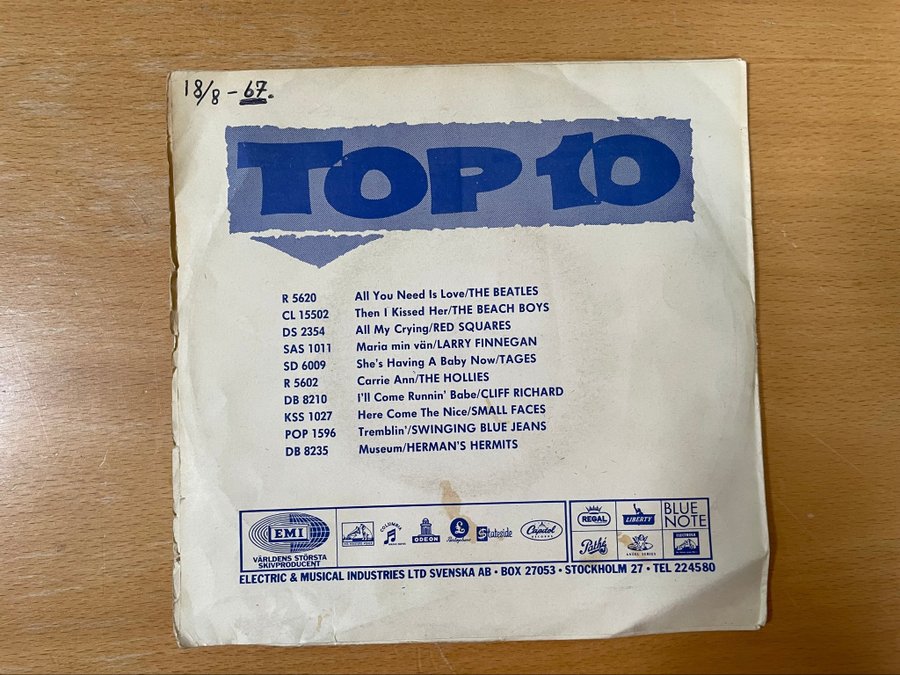 18/8 - 67.
TOP 10
R 5620 All You Need Is Love/THE BEATLES
CL 15502 Then I Kissed Her/THE BEACH BOYS
DS 2354 All My Crying/RED SQUARES
SAS 1011 Maria min vän/LARRY FINNEGAN
SD 6009 She's Having A Baby Now/TAGES
R 5602 Carrie Ann/THE HOLLIES
DB 8210 I'll Come Runnin' Babe/CLIFF RICHARD
KSS 1027 Here Come The Nice/SMALL FACES
POP 1596 Tremblin'/SWINGING BLUE JEANS
DB 8235 Museum/HERMAN'S HERMITS
EMI
VÄRLDENS STÖRSTA
SKIVPRODUCENT
COLUMBIA
ODEON
Parlophone
Stateside
Capitol
RECORDS
REGAL
LIBERTY
BLUE
NOTE
Pathé
ANGEL SERIES
ELECTROLA
ELECTRIC & MUSICAL INDUSTRIES LTD SVENSKA AB • BOX 27053 • STOCKHOLM 27 • TEL 224580